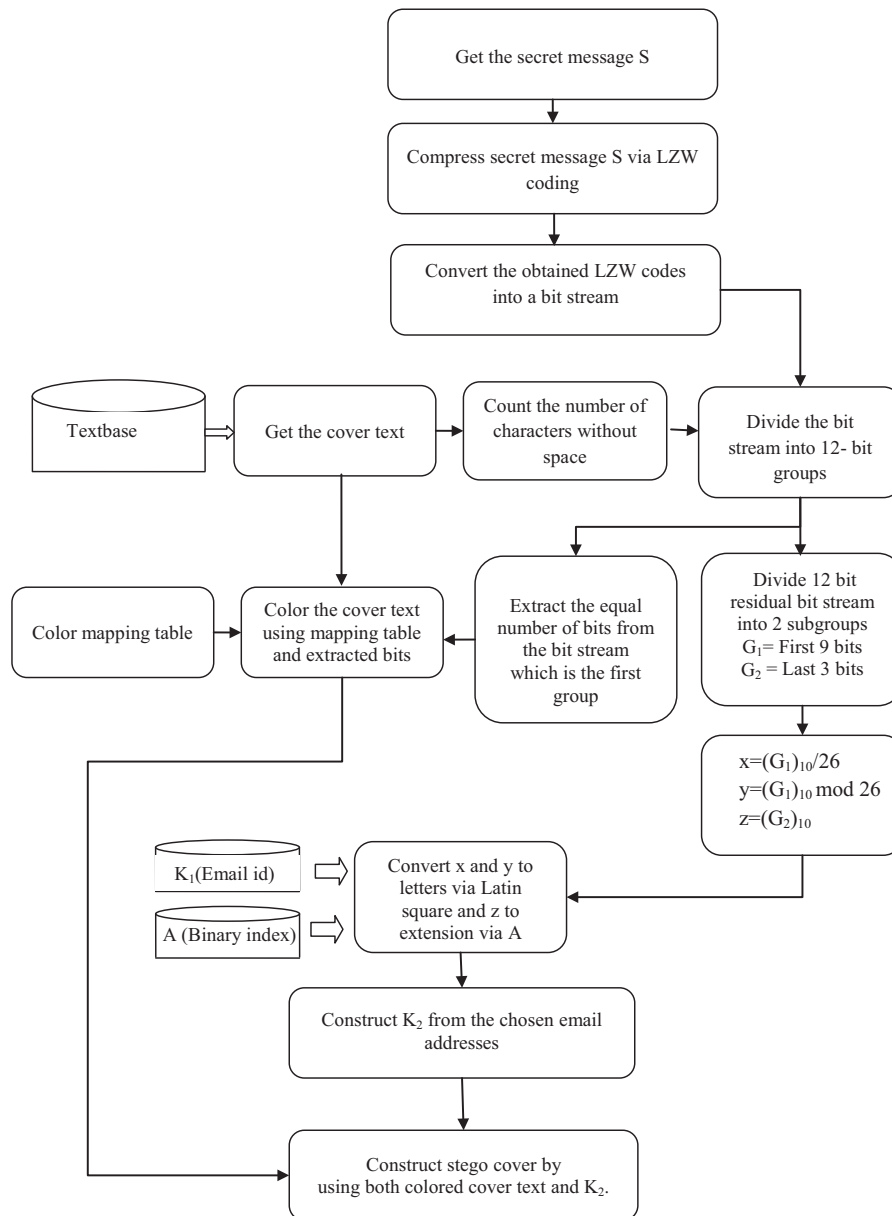 Get the secret message S
Compress secret message S via LZW
coding
Convert the obtained LZW codes
into a bit stream
Textbase
Get the cover text
Count the number of
characters without
space
Divide the bit
stream into 12- bit
groups
Color mapping table
Color the cover text
using mapping table
and extracted bits
Extract the equal
number of bits from
the bit stream
which is the first
group
Divide 12 bit
residual bit stream
into 2 subgroups
G₁= First 9 bits
G₂ = Last 3 bits
x=(G₁)₁₀/26
y=(G₁)₁₀ mod 26
z=(G₂)₁₀
K₁(Email id)
A (Binary index)
Convert x and y to
letters via Latin
square and z to
extension via A
Construct K₂ from the chosen email
addresses
Construct stego cover by
using both colored cover text and K₂.